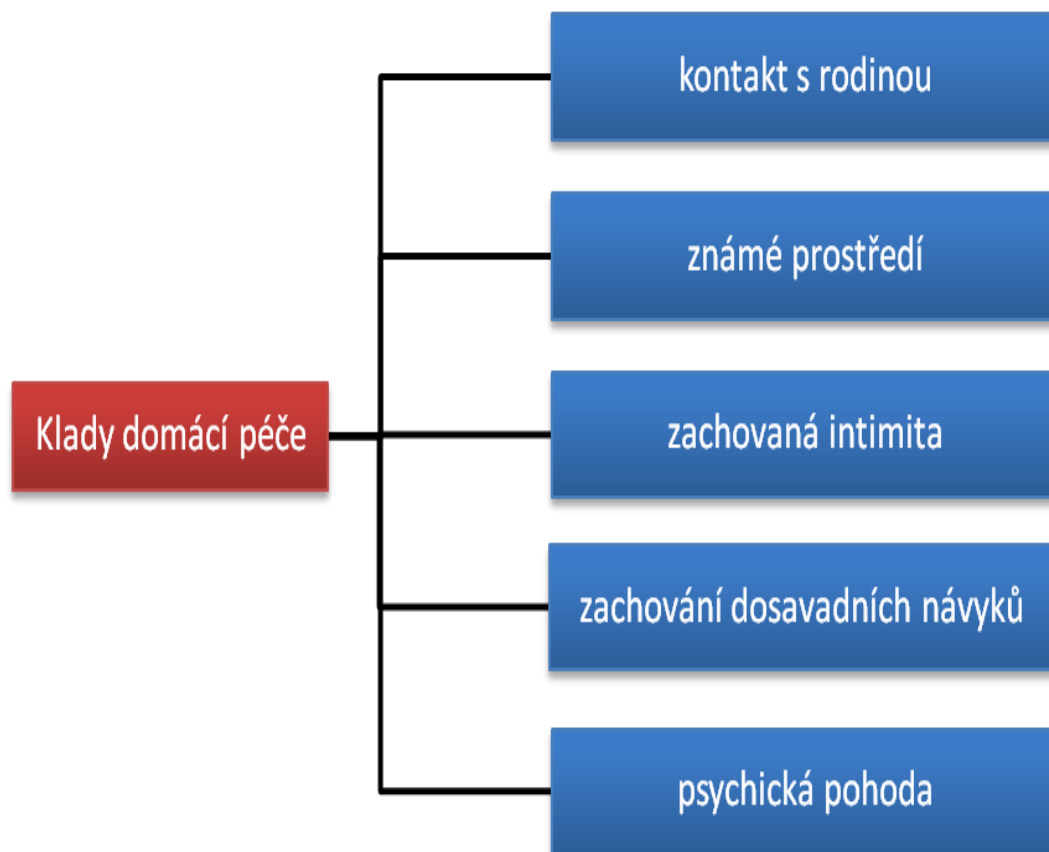 Klady domácí péče
kontakt s rodinou
známé prostředí
zachovaná intimita
zachování dosavadních návyků
psychická pohoda